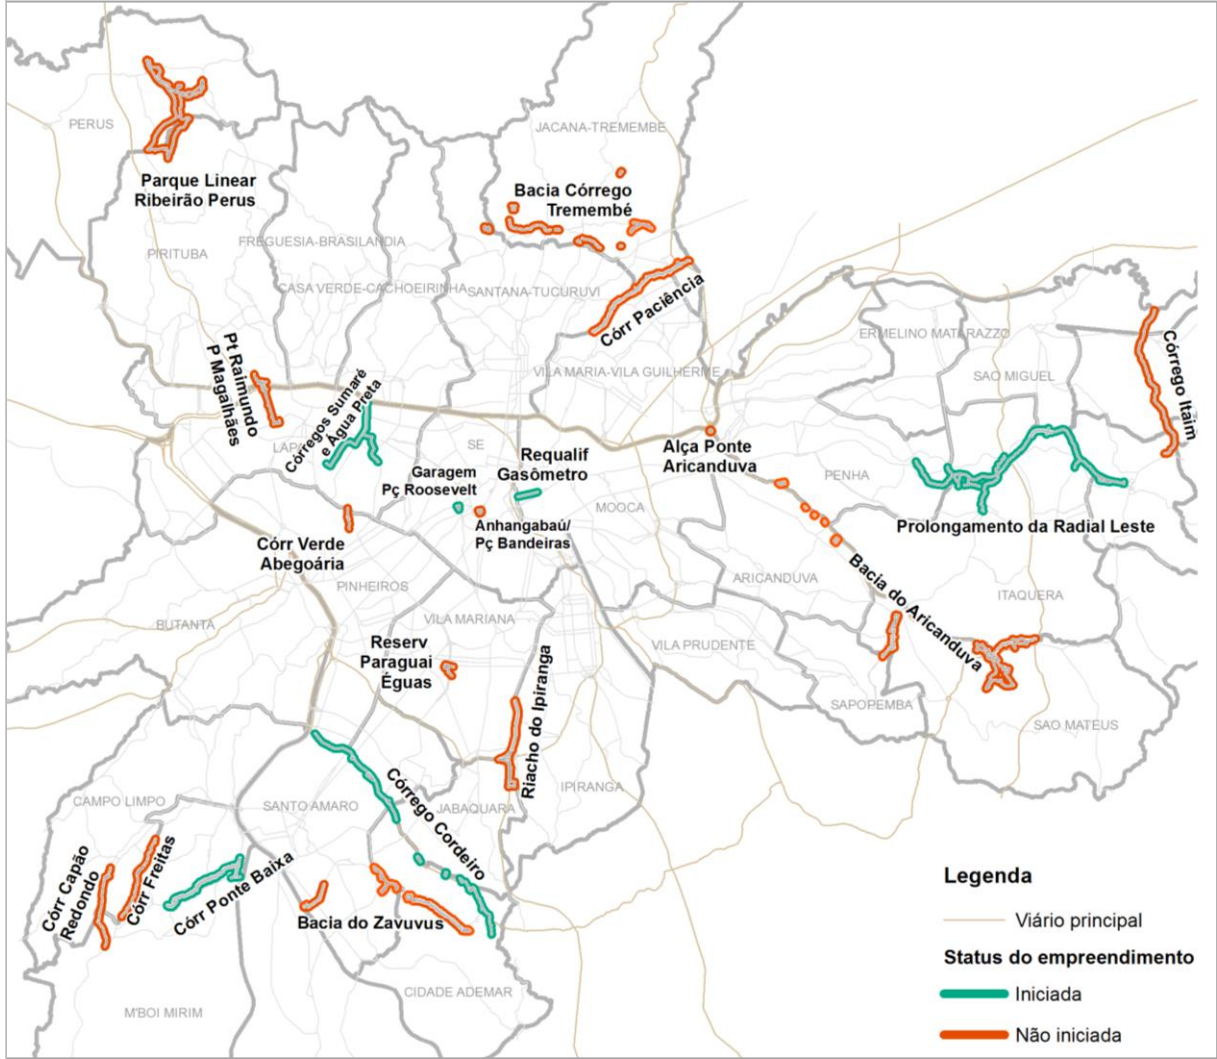 JACANA-TREMEMBE
PERUS
Parque Linear
Ribeirão Perus
Bacia Córrego
Tremembé
FREGUESIA-BRASILANDIA
PIRITUBA
CASA VERDE-CACHOEIRINHA
SANTANA-TUCURUVI
Córr Paciência
ERMELINO MATARAZZO
Pt Raimundo
P Magalhães
VILA MARIA-VILA GUILHERME
SAO MIGUEL
Córrego Itaim
Córregos Sumaré
e Água Preta
LAPA
SE
Alça Ponte
Aricanduva
Requalif
Gasômetro
Garagem
Pç Roosevelt
PENHA
MOOCA
Anhangabaú/
Pç Bandeiras
Prolongamento da Radial Leste
Córr Verde
Abegoária
PINHEIROS
ARICANDUVA
Bacia do Aricanduva
ITAQUERA
BUTANTA
VILA MARIANA
VILA PRUDENTE
Reserv
Paraguai
Éguas
Riacho do Ipiranga
SAPOPEMBA
SAO MATEUS
IPIRANGA
CAMPO LIMPO
SANTO AMARO
JABAQUARA
Córrego Cordeiro
Córr Capão
Redondo
Córr Freitas
Córr Ponte Baixa
Bacia do Zavuvus
CIDADE ADEMAR
M'BOI MIRIM
Legenda
Viário principal
Status do empreendimento
Iniciada
Não iniciada